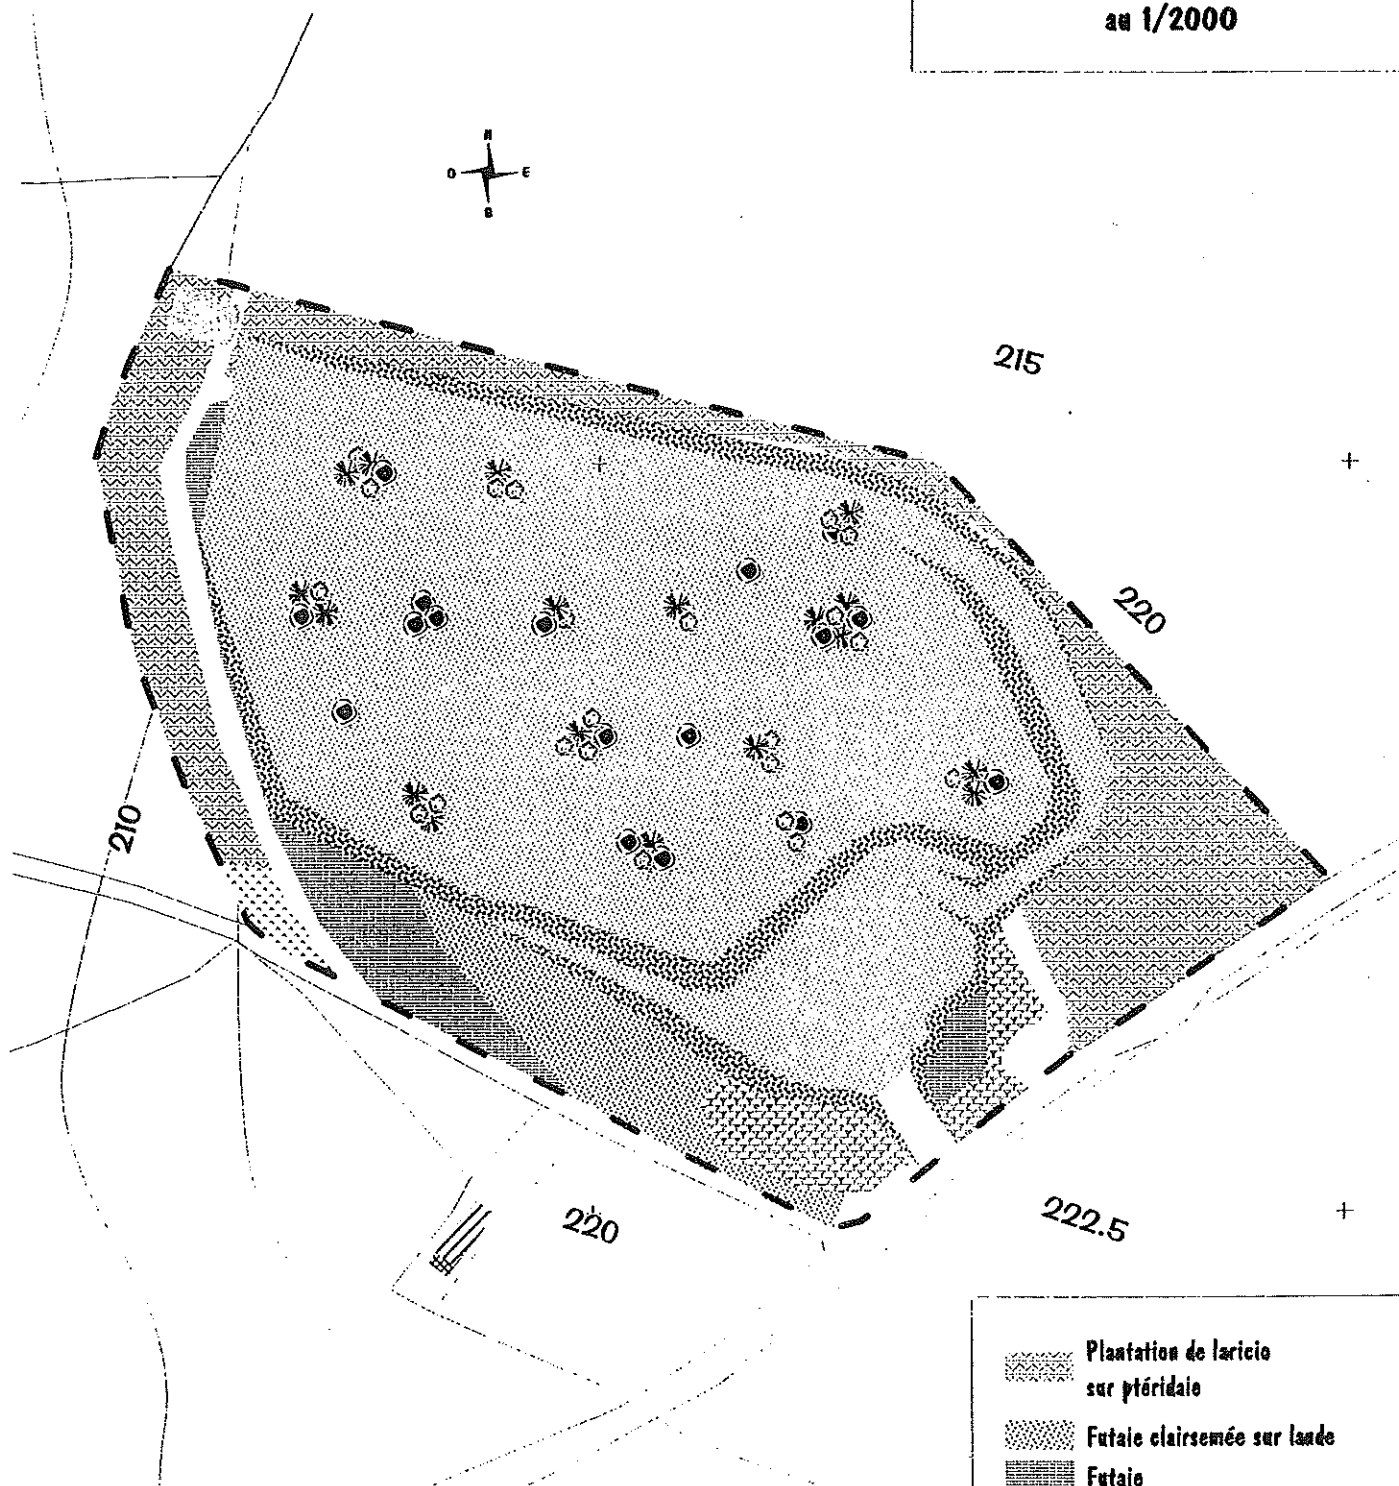 au 1/2000
N
O E
S
215
220
210
220
222.5
Plantation de laricio
sur ptéridaie
Futaie clairsemée sur lande
Futaie